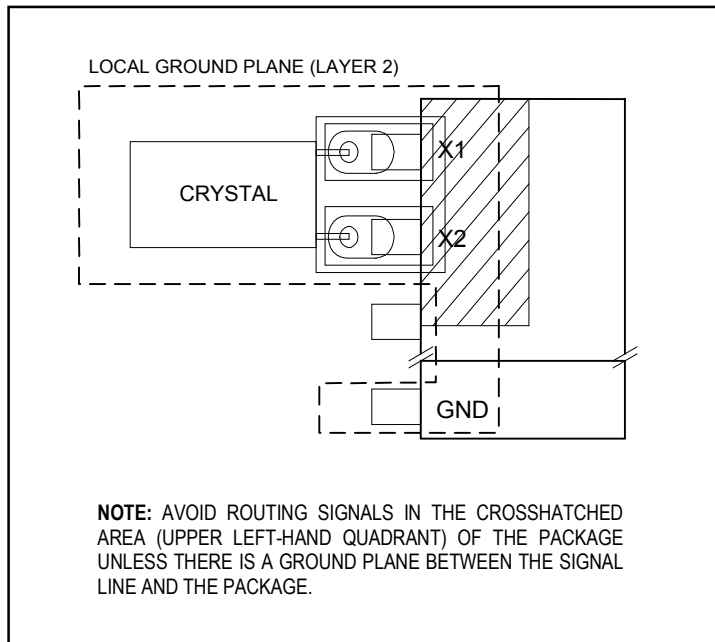 LOCAL GROUND PLANE (LAYER 2)
X1
CRYSTAL
X2
GND
NOTE: AVOID ROUTING SIGNALS IN THE CROSSHATCHED
AREA (UPPER LEFT-HAND QUADRANT) OF THE PACKAGE
UNLESS THERE IS A GROUND PLANE BETWEEN THE SIGNAL
LINE AND THE PACKAGE.